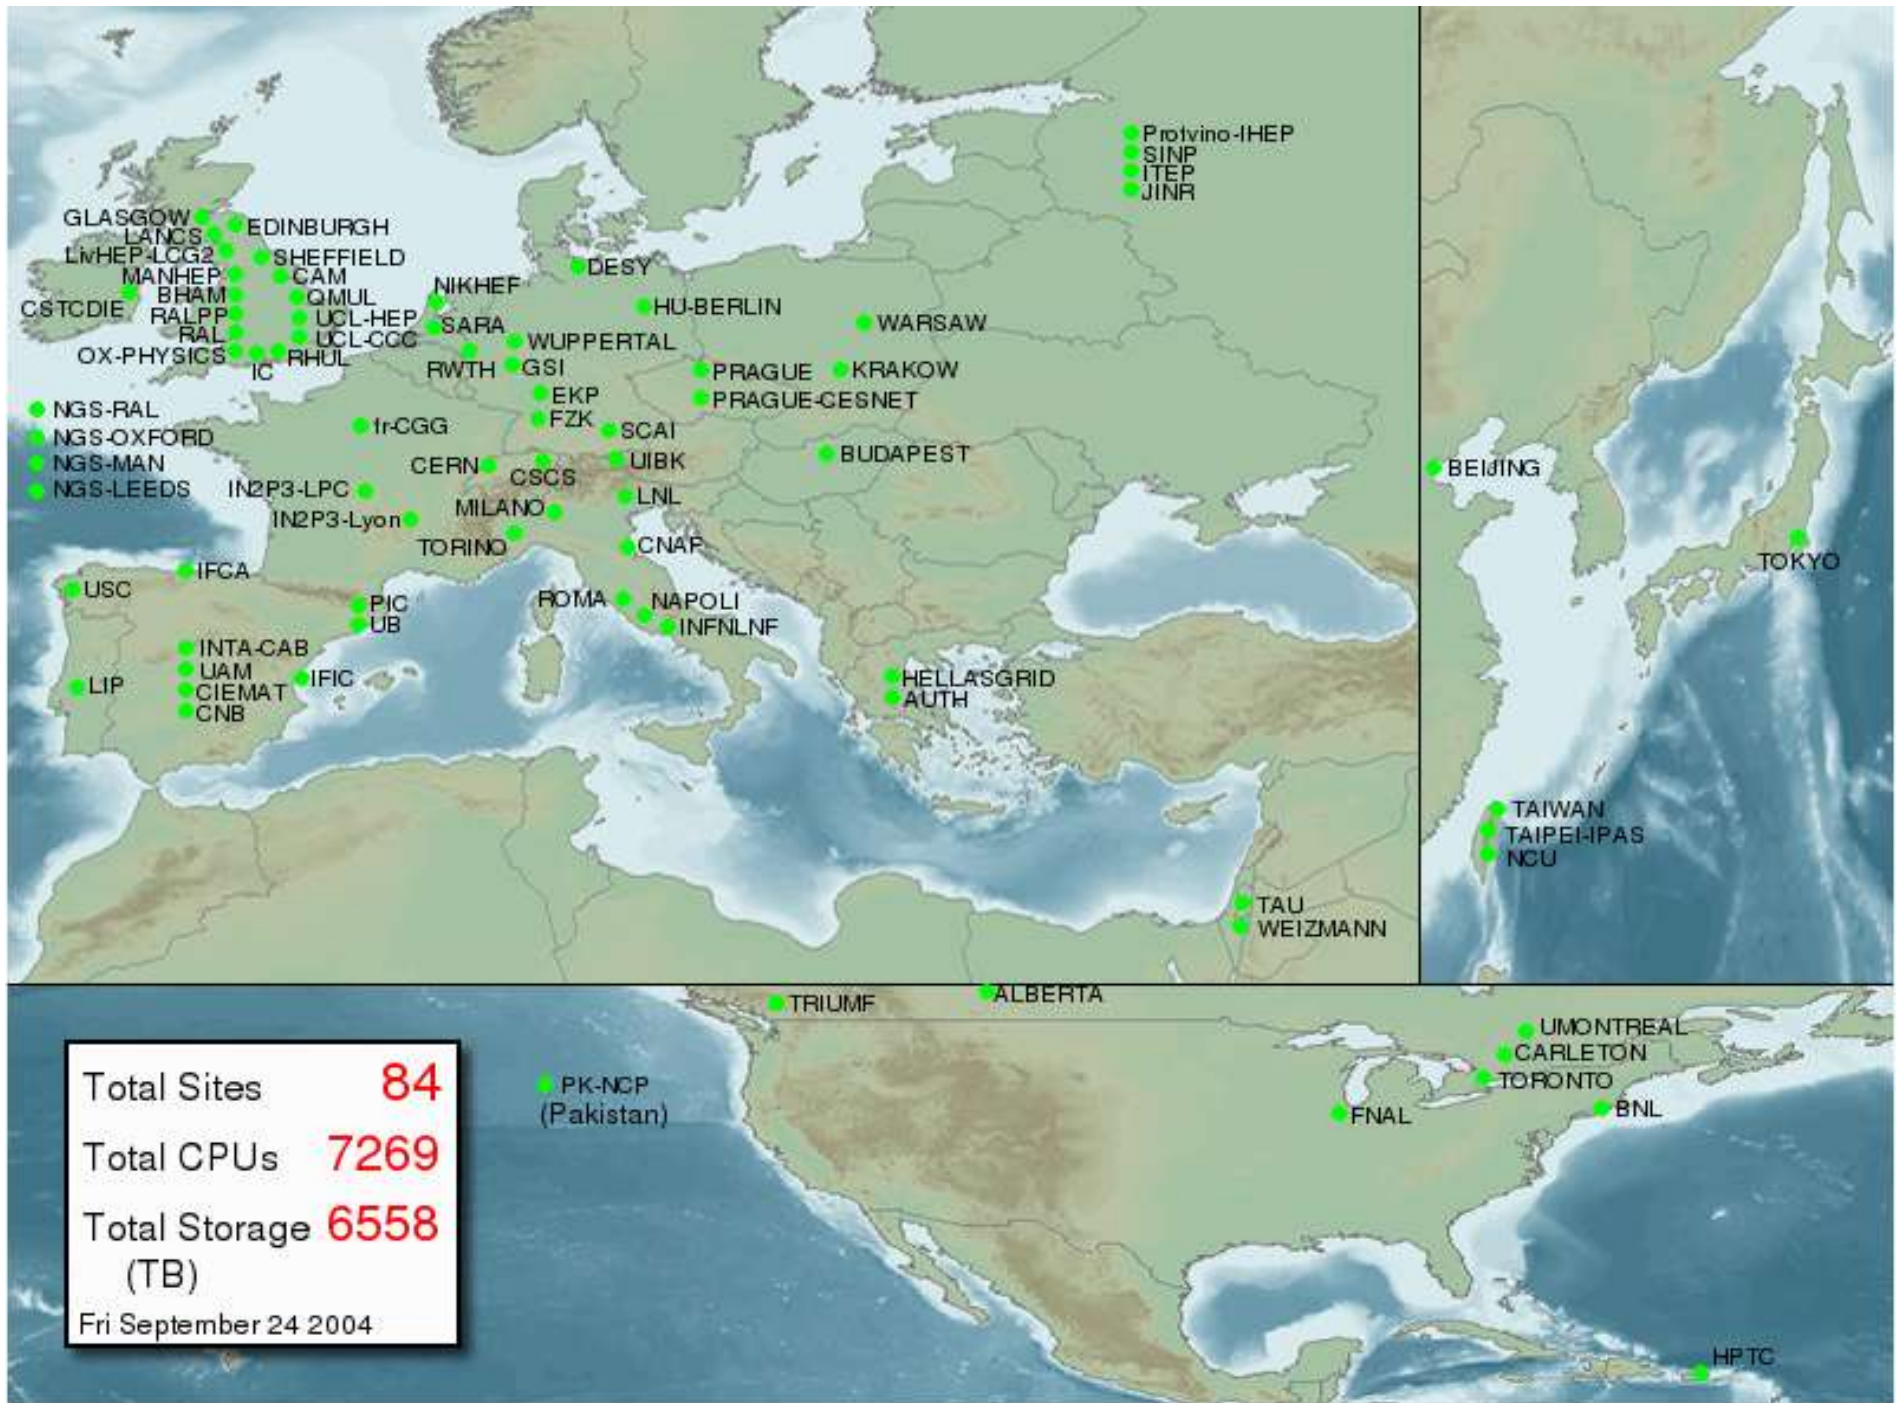 Protvino-IHEP
SINP
ITEP
JINR
GLASGOW
EDINBURGH
LANCS
LivHEP-LCG2
SHEFFIELD
MANHEP
CAM
BHAM
QMUL
CSTCDIE
RALPP
UCL-HEP
RAL
UCL-CCC
OX-PHYSICS
IC
RHUL
NIKHEF
DESY
HU-BERLIN
SARA
WARSAW
WUPPERTAL
RWTH
GSI
PRAGUE
KRAKOW
EKP
PRAGUE-CESNET
FZK
NGS-RAL
NGS-OXFORD
NGS-MAN
NGS-LEEDS
fr-CGG
SCAI
CERN
CSCS
UIBK
BUDAPEST
IN2P3-LPC
MILANO
LNL
IN2P3-Lyon
TORINO
CNAF
IFCA
USC
PIC
UB
ROMA
NAPOLI
INFNLNF
INTA-CAB
UAM
IFIC
LIP
CIEMAT
CNB
HELLASGRID
AUTH
TAU
WEIZMANN
BEIJING
TOKYO
TAIWAN
TAIPEI-IPAS
NCU
TRIUMF
ALBERTA
UMONTREAL
CARLETON
TORONTO
FNAL
BNL
HPTC
PK-NCP
(Pakistan)
Total Sites 84
Total CPUs 7269
Total Storage 6558
(TB)
Fri September 24 2004